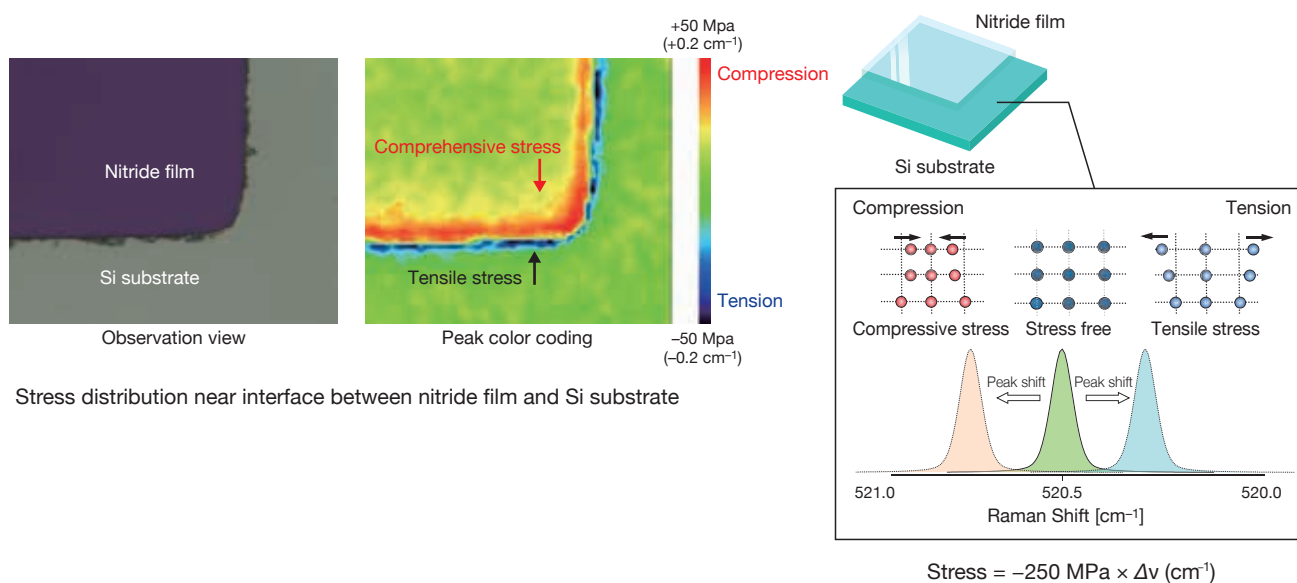 +50 Mpa
(+0.2 cm⁻¹)
Compression
Nitride film
Comprehensive stress
Nitride film
Si substrate
Tensile stress
Si substrate
Tension
Observation view
Peak color coding
–50 Mpa
(–0.2 cm⁻¹)
Stress distribution near interface between nitride film and Si substrate
Compression
Tension
Compressive stress
Stress free
Tensile stress
Peak shift
Peak shift
521.0
520.5
520.0
Raman Shift [cm⁻¹]
Stress = –250 MPa × Δν (cm⁻¹)